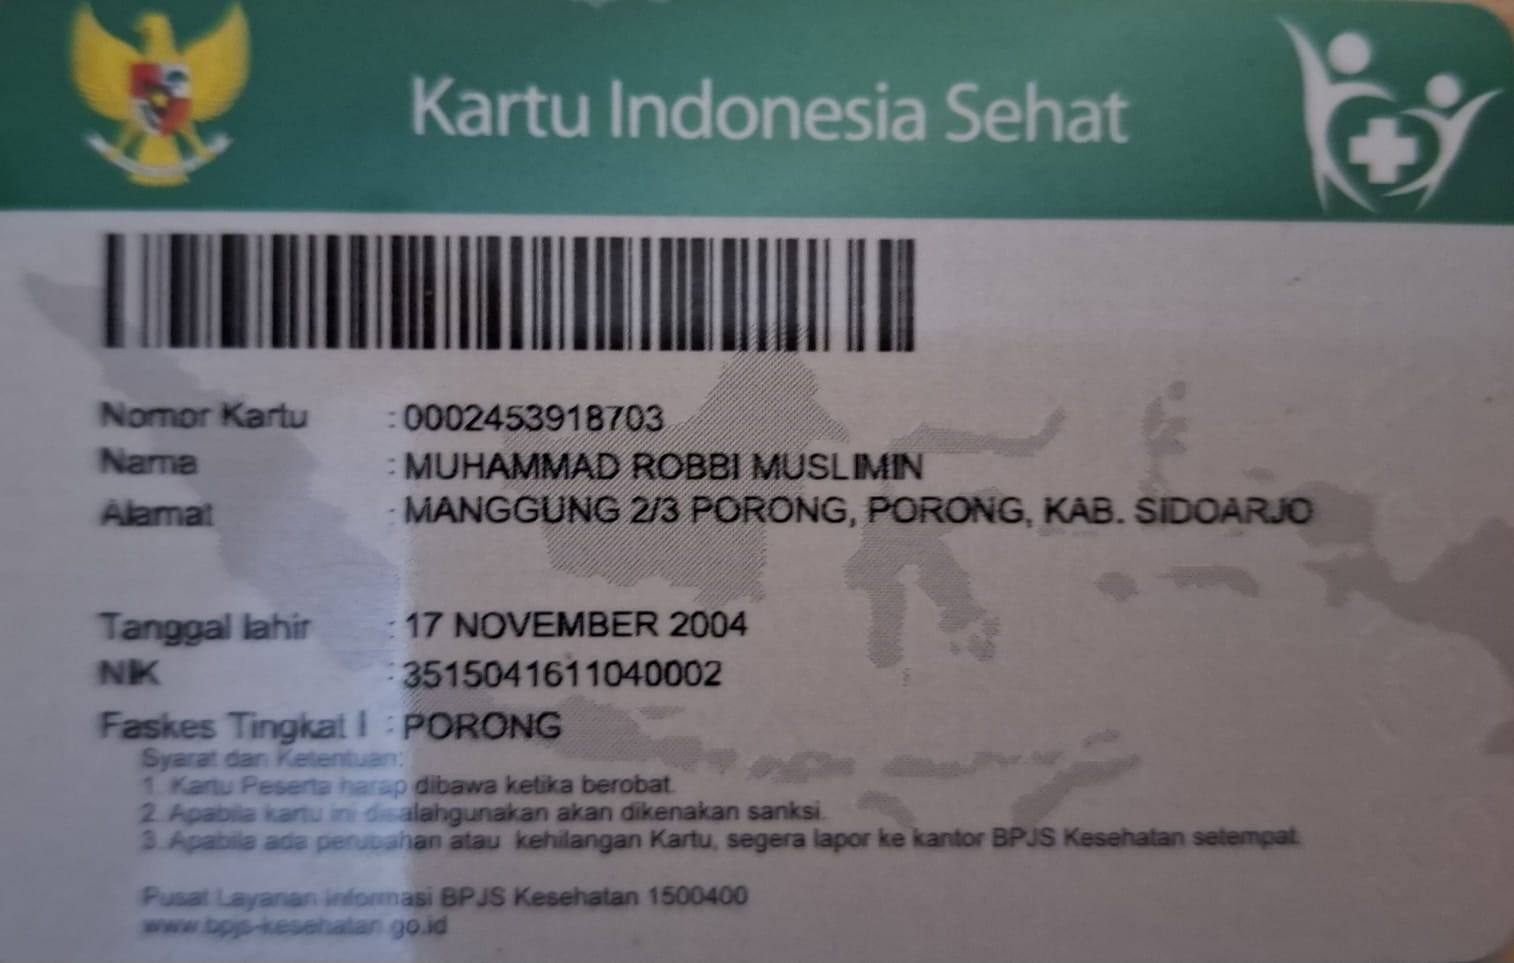 Kartu Indonesia Sehat
Nomor Kartu : 0002453918703
Nama : MUHAMMAD ROBBI MUSLIMIN
Alamat : MANGGUNG 2/3 PORONG, PORONG, KAB. SIDOARJO
Tanggal lahir : 17 NOVEMBER 2004
NIK : 3515041611040002
Faskes Tingkat I : PORONG
Syarat dan Ketentuan:
1. Kartu Peserta harap dibawa ketika berobat.
2. Apabila kartu ini disalahgunakan akan dikenakan sanksi.
3. Apabila ada perubahan atau kehilangan Kartu, segera lapor ke kantor BPJS Kesehatan setempat.
Pusat Layanan Informasi BPJS Kesehatan 1500400
www.bpjs-kesehatan.go.id